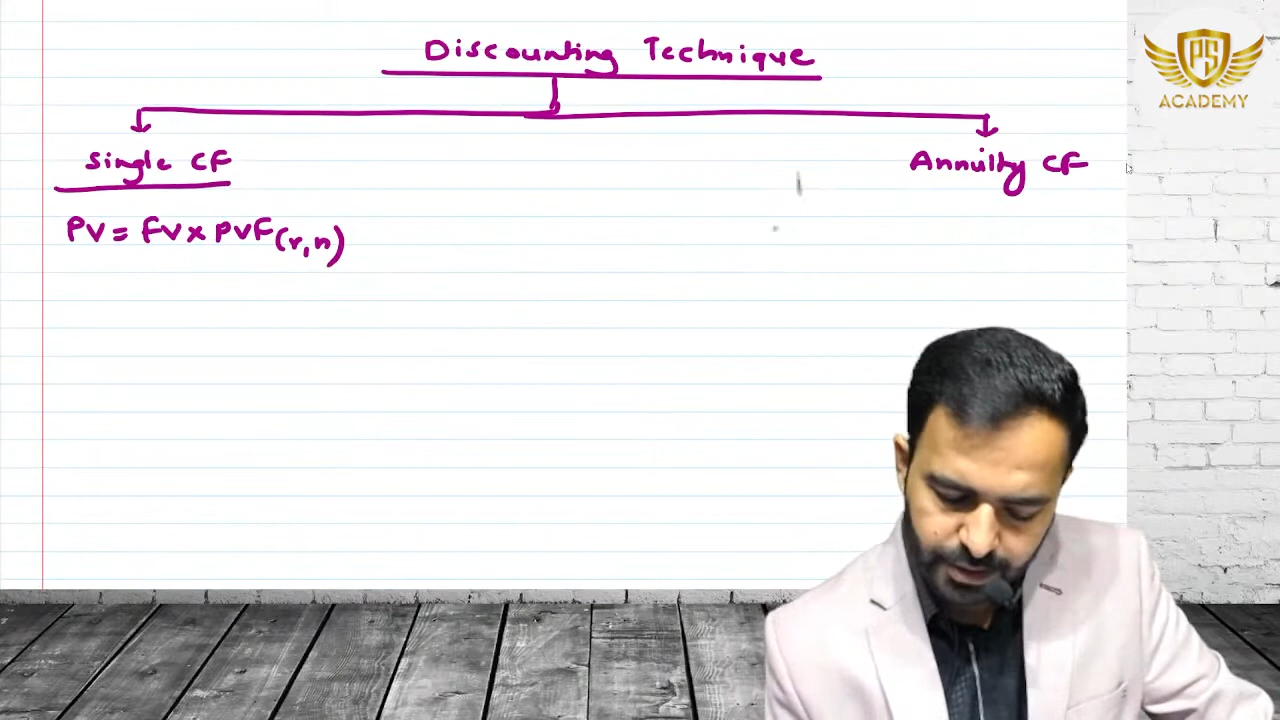 Discounting Technique
Single CF
Annuity CF
PV = FV x PVF(r,n)
PS
ACADEMY